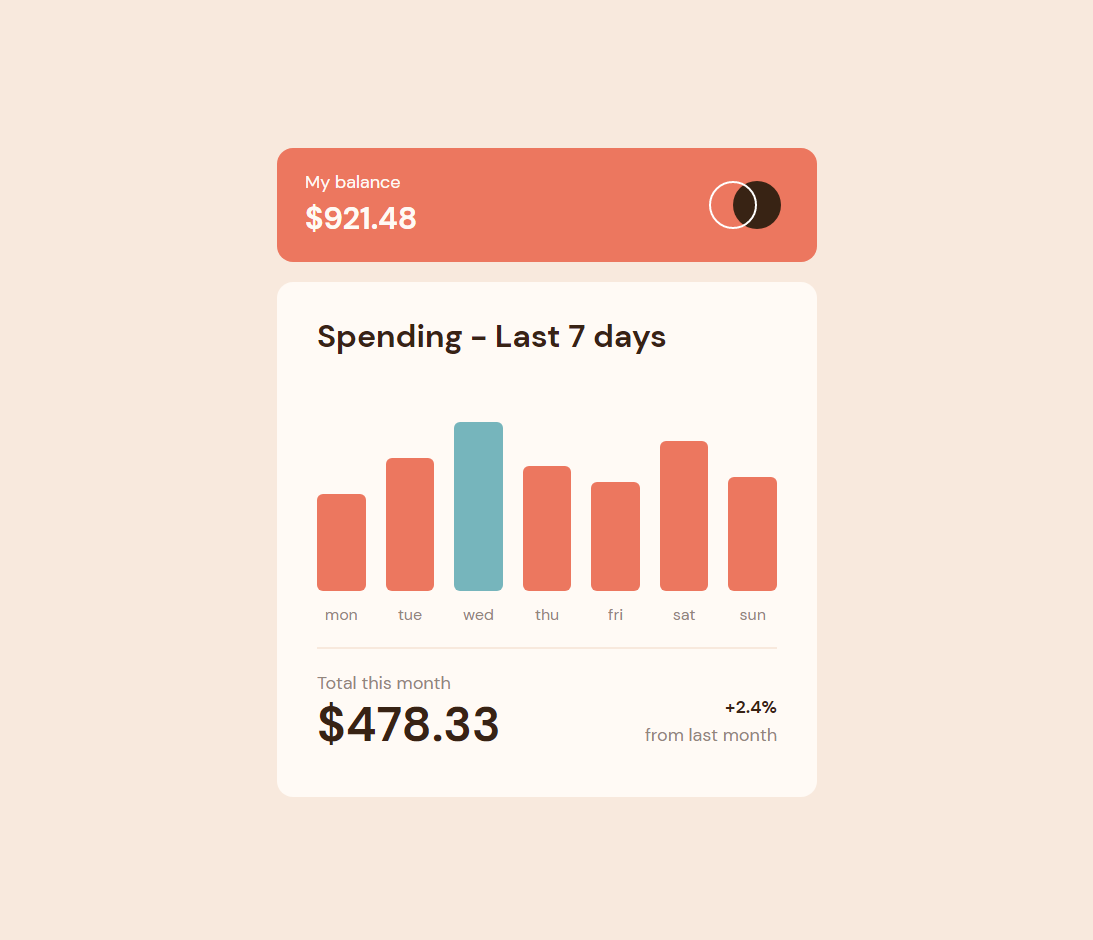 My balance
$921.48
Spending - Last 7 days
mon tue wed thu fri sat sun
Total this month
$478.33
+2.4%
from last month